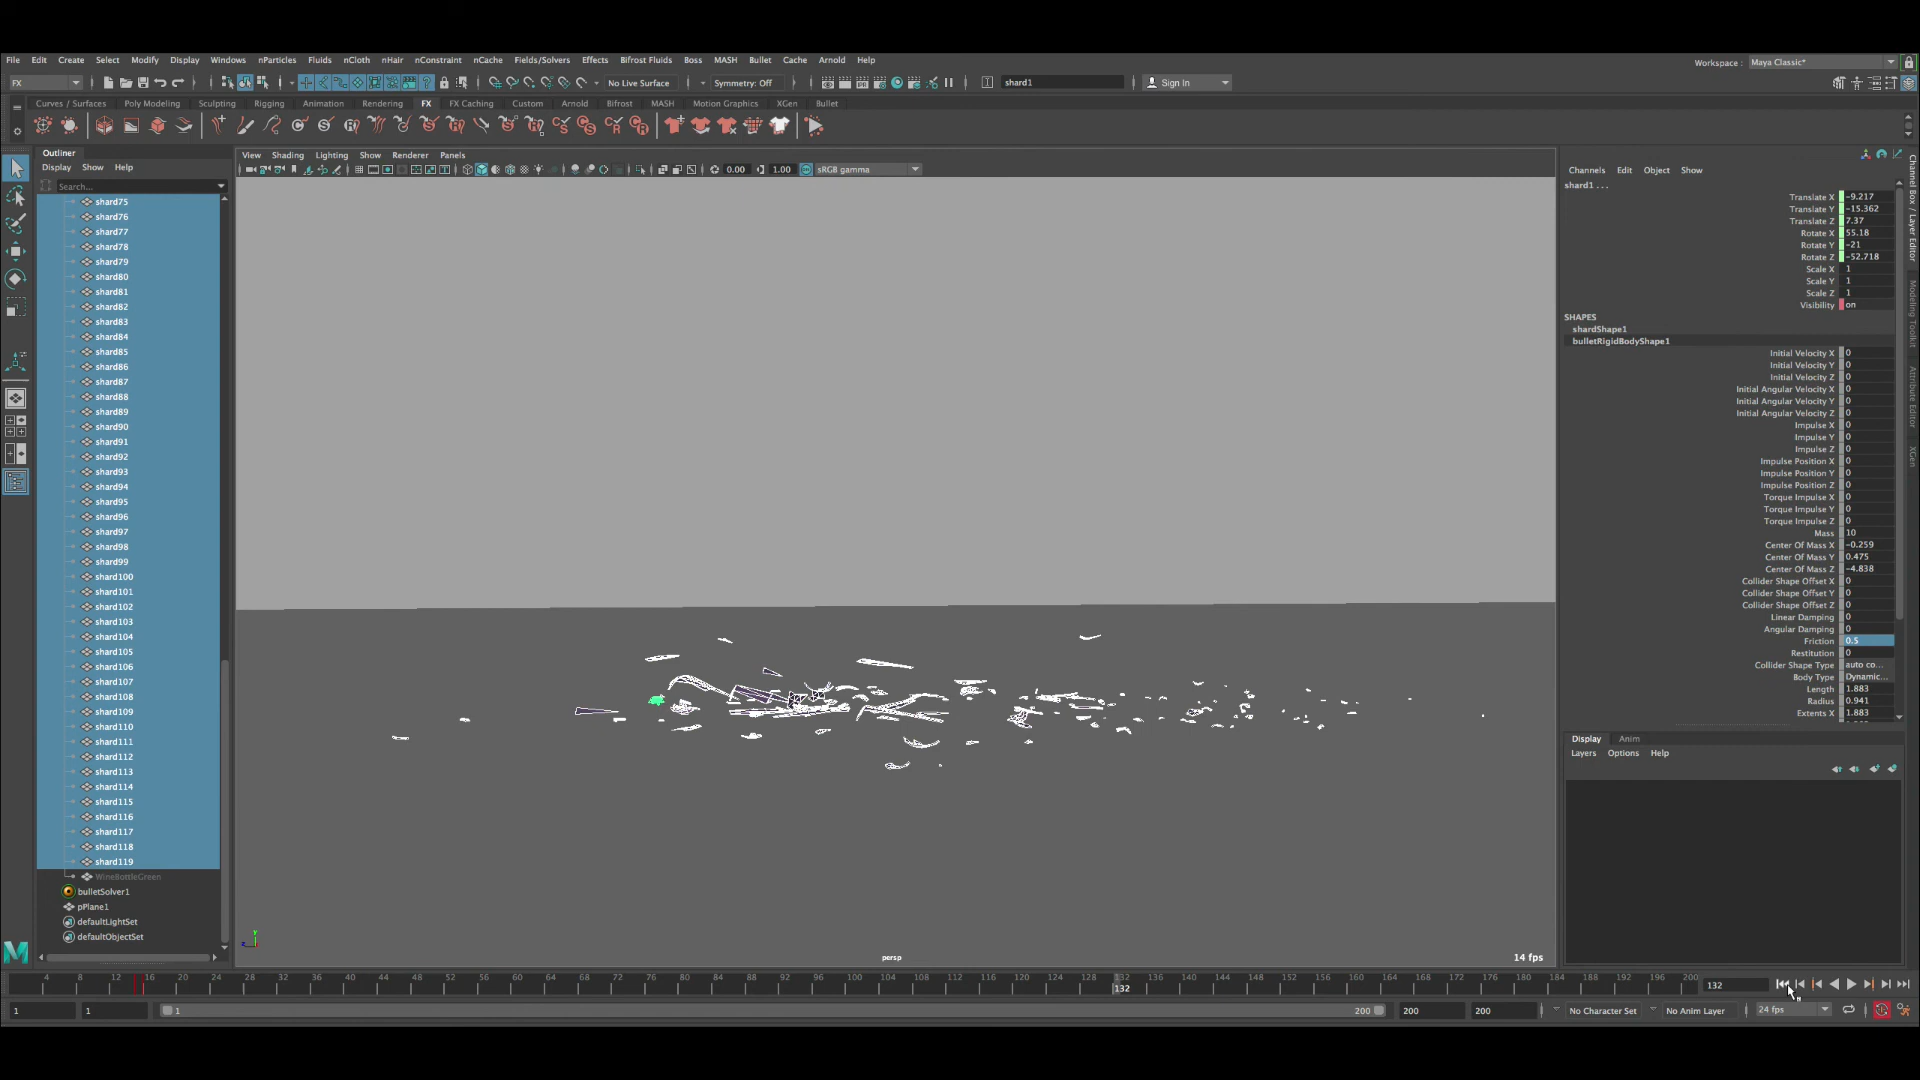 File Edit Create Select Modify Display Windows nParticles Fluids nCloth nHair nConstraint nCache Fields/Solvers Effects Bifrost Fluids Boss MASH Bullet Cache Arnold Help
Workspace : Maya Classic*
FX
No Live Surface
Symmetry: Off
shard1
Sign In
Curves / Surfaces Poly Modeling Sculpting Rigging Animation Rendering FX FX Caching Custom Arnold Bifrost MASH Motion Graphics XGen Bullet
Outliner
Display Show Help
Search...
shard75
shard76
shard77
shard78
shard79
shard80
shard81
shard82
shard83
shard84
shard85
shard86
shard87
shard88
shard89
shard90
shard91
shard92
shard93
shard94
shard95
shard96
shard97
shard98
shard99
shard100
shard101
shard102
shard103
shard104
shard105
shard106
shard107
shard108
shard109
shard110
shard111
shard112
shard113
shard114
shard115
shard116
shard117
shard118
shard119
WineBottleGreen
bulletSolver1
pPlane1
defaultLightSet
defaultObjectSet
View Shading Lighting Show Renderer Panels
0.00 1.00 sRGB gamma
persp
14 fps
Channels Edit Object Show
shard1 . . .
Translate X -9.217
Translate Y -15.362
Translate Z 7.37
Rotate X 55.18
Rotate Y -21
Rotate Z -52.718
Scale X 1
Scale Y 1
Scale Z 1
Visibility on
SHAPES
shardShape1
bulletRigidBodyShape1
Initial Velocity X 0
Initial Velocity Y 0
Initial Velocity Z 0
Initial Angular Velocity X 0
Initial Angular Velocity Y 0
Initial Angular Velocity Z 0
Impulse X 0
Impulse Y 0
Impulse Z 0
Impulse Position X 0
Impulse Position Y 0
Impulse Position Z 0
Torque Impulse X 0
Torque Impulse Y 0
Torque Impulse Z 0
Mass 10
Center Of Mass X -0.259
Center Of Mass Y 0.475
Center Of Mass Z -4.838
Collider Shape Offset X 0
Collider Shape Offset Y 0
Collider Shape Offset Z 0
Linear Damping 0
Angular Damping 0
Friction 0.5
Restitution 0
Collider Shape Type auto co...
Body Type Dynamic...
Length 1.883
Radius 0.941
Extents X 1.883
Display Anim
Layers Options Help
Channel Box / Layer Editor
Modeling Toolkit
Attribute Editor
XGen
4 8 12 16 20 24 28 32 36 40 44 48 52 56 60 64 68 72 76 80 84 88 92 96 100 104 108 112 116 120 124 128 132 136 140 144 148 152 156 160 164 168 172 176 180 184 188 192 196 200
132
132
1 1 1 200 200 200
No Character Set
No Anim Layer
24 fps